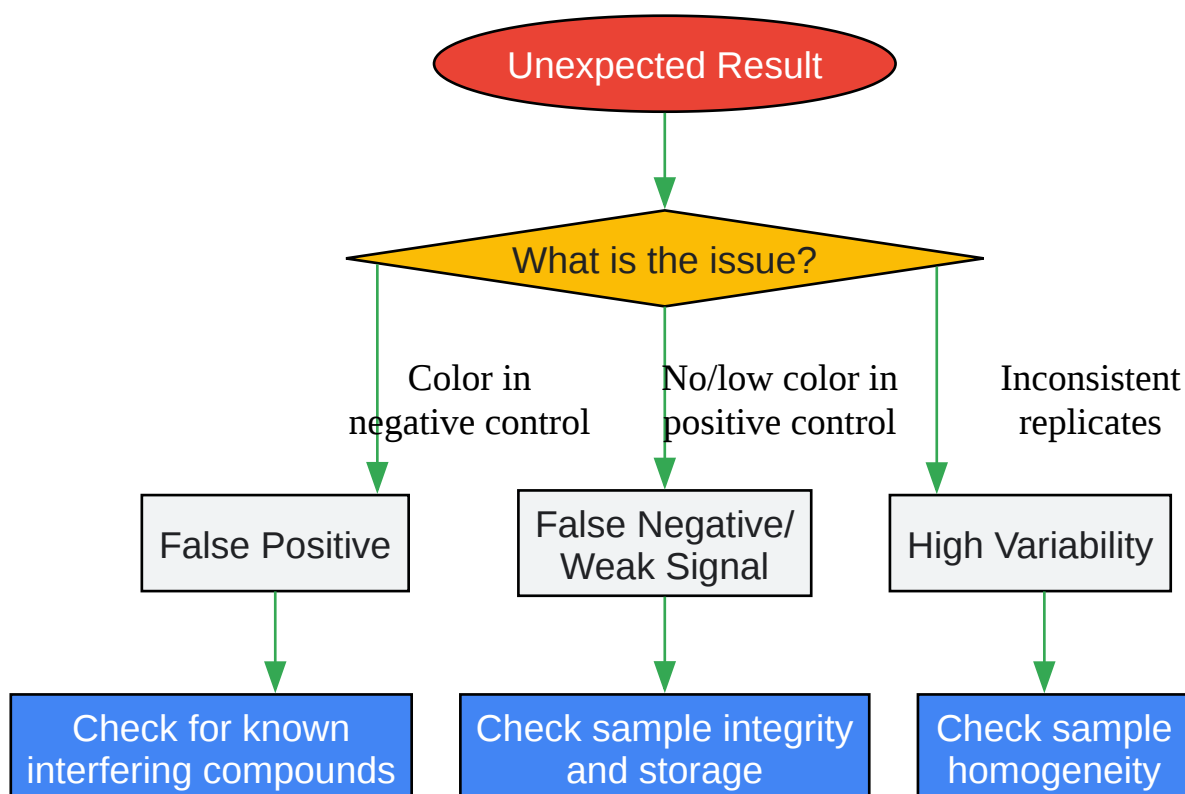 Unexpected Result
What is the issue?
Color in
negative control
No/low color in
positive control
Inconsistent
replicates
False Positive
False Negative/
Weak Signal
High Variability
Check for known
interfering compounds
Check sample integrity
and storage
Check sample
homogeneity